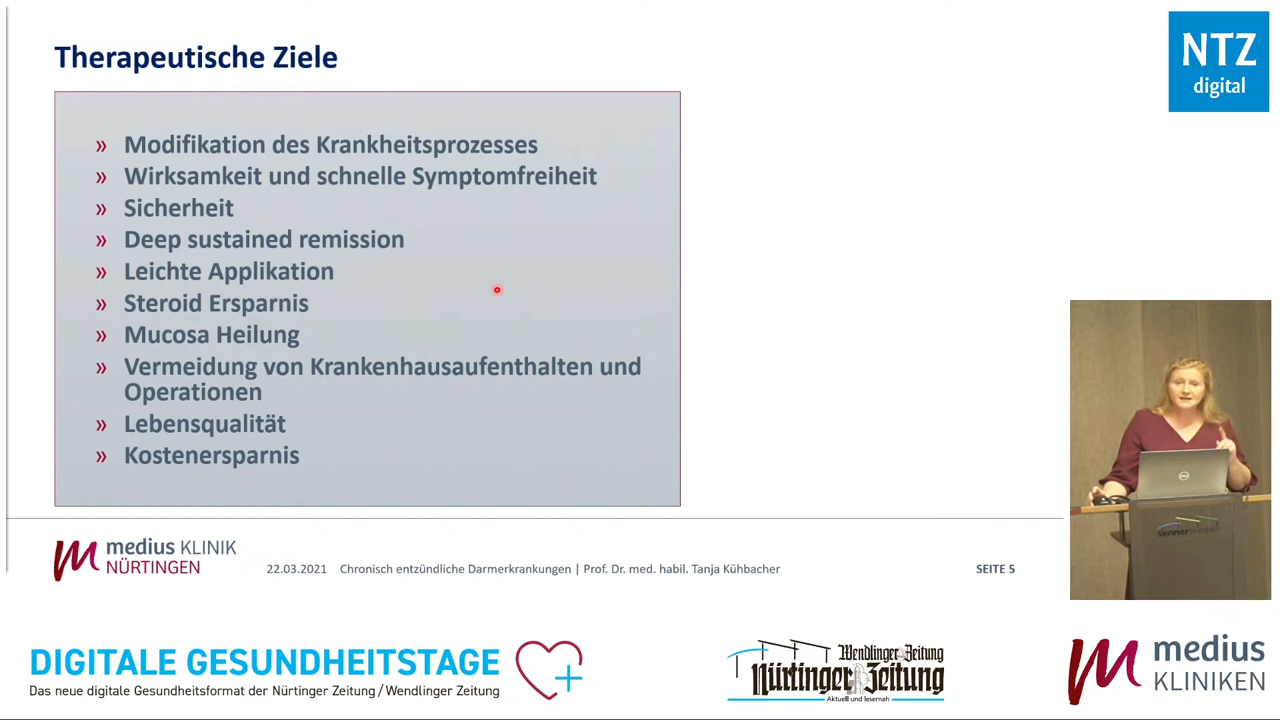 Therapeutische Ziele
NTZ
digital
» Modifikation des Krankheitsprozesses
» Wirksamkeit und schnelle Symptomfreiheit
» Sicherheit
» Deep sustained remission
» Leichte Applikation
» Steroid Ersparnis
» Mucosa Heilung
» Vermeidung von Krankenhausaufenthalten und
Operationen
» Lebensqualität
» Kostenersparnis
medius KLINIK
NÜRTINGEN
22.03.2021 Chronisch entzündliche Darmerkrankungen | Prof. Dr. med. habil. Tanja Kühbacher
SEITE 5
DIGITALE GESUNDHEITSTAGE
Das neue digitale Gesundheitsformat der Nürtinger Zeitung / Wendlinger Zeitung
Wendlinger Zeitung
Nürtinger Zeitung
Aktuell und lesernah
medius
KLINIKEN